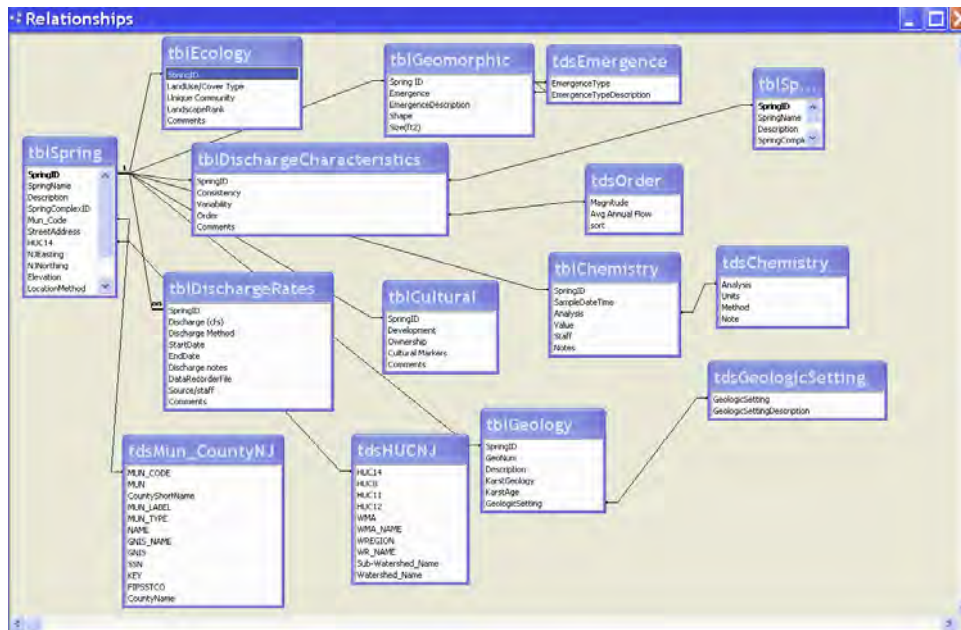 Relationships
tblEcology
SpringID
LandUse/Cover Type
Unique Community
LandscapeRank
Comments
tblGeomorphic
Spring ID
Emergence
EmergenceDescription
Shape
Size(ft2)
tdsEmergence
EmergenceType
EmergenceTypeDescription
tblSp...
SpringID
SpringName
Description
SpringCompl
tblSpring
SpringID
SpringName
Description
SpringComplexID
Mun_Code
StreetAddress
HUC14
NJEasting
NJNorthing
Elevation
LocationMethod
1
tblDischargeCharacteristics
SpringID
Consistency
Variability
Order
Comments
tdsOrder
Magnitude
Avg Annual Flow
sort
tblDischargeRates
SpringID
Discharge (cfs)
Discharge Method
StartDate
EndDate
Discharge notes
DataRecorderFile
Source/staff
Comments
tblCultural
SpringID
Development
Ownership
Cultural Markers
Comments
tblChemistry
SpringID
SampleDateTime
Analysis
Value
Staff
Notes
tdsChemistry
Analysis
Units
Method
Note
tdsGeologicSetting
GeologicSetting
GeologicSettingDescription
tblGeology
SpringID
GeoNum
Description
KarstGeology
KarstAge
GeologicSetting
tdsMun_CountyNJ
MUN_CODE
MUN
CountyShortName
MUN_LABEL
MUN_TYPE
NAME
GNIS_NAME
GNIS
SSN
KEY
FIPSSTCO
CountyName
tdsHUCNJ
HUC14
HUC8
HUC11
HUC12
WMA
WMA_NAME
WREGION
WR_NAME
Sub-Watershed_Name
Watershed_Name